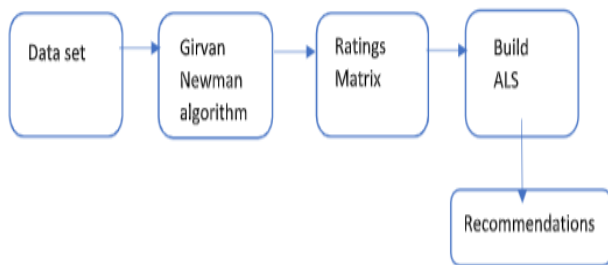 Data set
Girvan
Newman
algorithm
Ratings
Matrix
Build
ALS
Recommendations